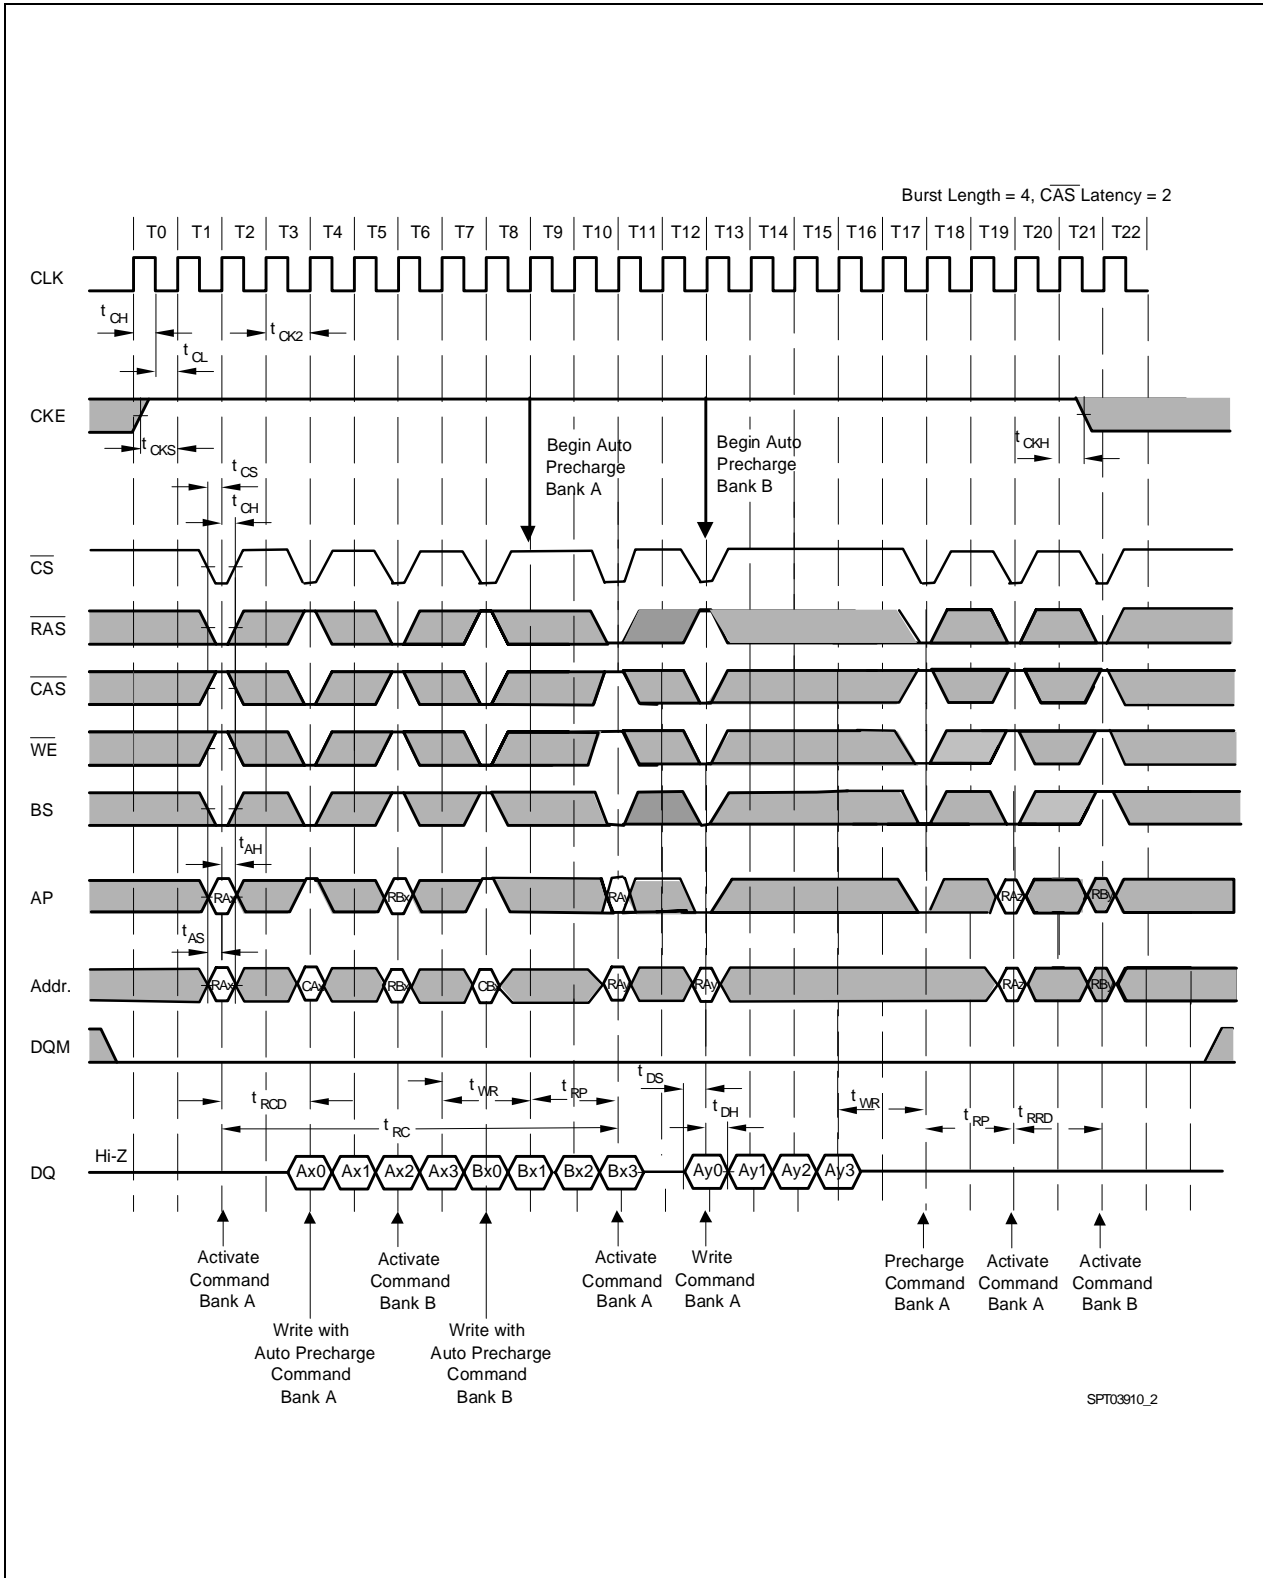 Burst Length = 4, CAS Latency = 2
T0 T1 T2 T3 T4 T5 T6 T7 T8 T9 T10 T11 T12 T13 T14 T15 T16 T17 T18 T19 T20 T21 T22
CLK
t CH
t CK2
t CL
CKE
t CKS
t CS
t CH
Begin Auto
Precharge
Bank A
Begin Auto
Precharge
Bank B
t CKH
CS
RAS
CAS
WE
BS
t AH
AP
RAx RBx RAy RAz RBy
t AS
Addr.
RAx CAx RBx CBx RAy RAy RAz RBy
DQM
t RCD
t WR
t RP
t DS
t DH
t WR
t RP
t RRD
t RC
Hi-Z
DQ
Ax0 Ax1 Ax2 Ax3 Bx0 Bx1 Bx2 Bx3 Ay0 Ay1 Ay2 Ay3
Activate
Command
Bank A
Write with
Auto Precharge
Command
Bank A
Activate
Command
Bank B
Write with
Auto Precharge
Command
Bank B
Activate
Command
Bank A
Write
Command
Bank A
Precharge
Command
Bank A
Activate
Command
Bank A
Activate
Command
Bank B
SPT03910_2